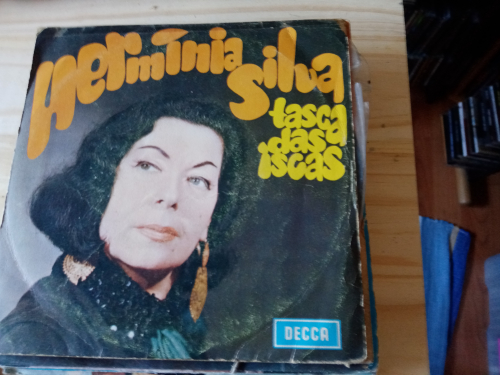 Hermínia
Silva
tasca
das
iscas
DECCA